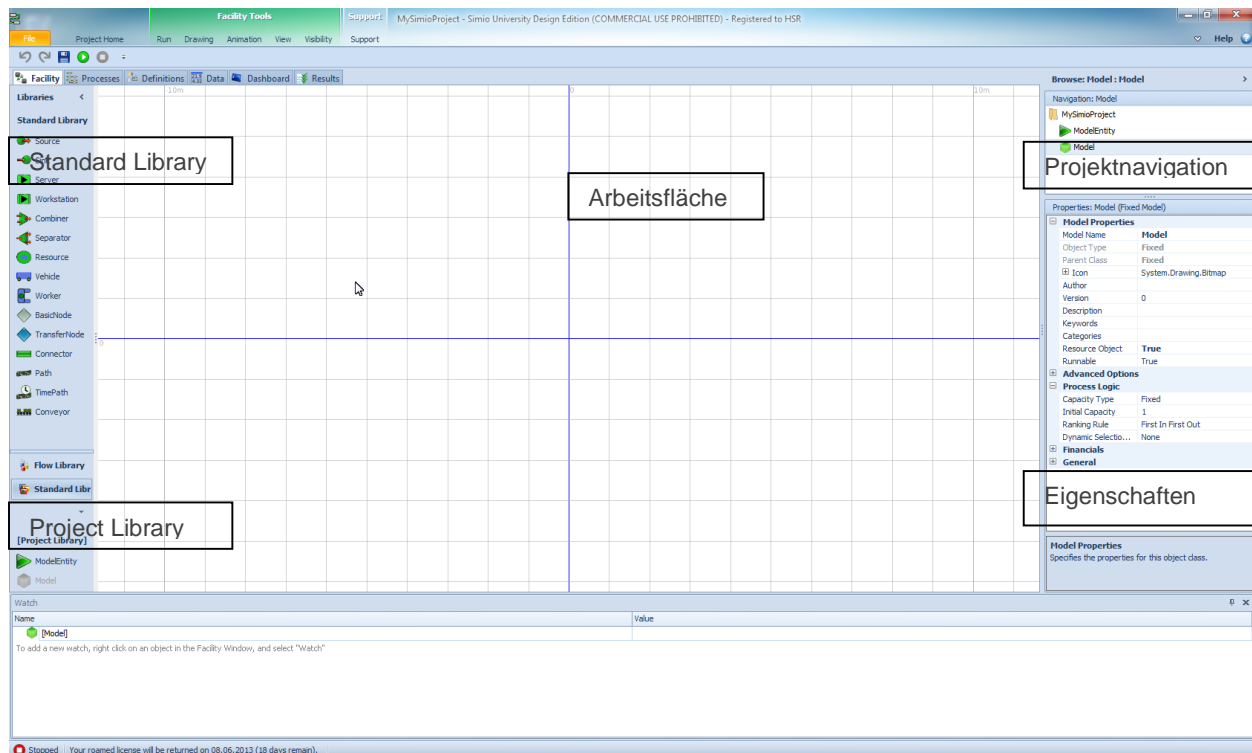 Facility Tools
Support
MySimioProject - Simio University Design Edition (COMMERCIAL USE PROHIBITED) - Registered to HSR
File
Project Home
Run
Drawing
Animation
View
Visibility
Support
Help
Facility
Processes
Definitions
Data
Dashboard
Results
Libraries
Standard Library
Source
Standard Library
Server
Workstation
Combiner
Separator
Resource
Vehicle
Worker
BasicNode
TransferNode
Connector
Path
TimePath
Conveyor
Flow Library
Standard Libr
Project Library
[Project Library]
ModelEntity
Model
-10m
0
10m
0
Arbeitsfläche
Browse: Model : Model
Navigation: Model
MySimioProject
ModelEntity
Model
Projektnavigation
Properties: Model (Fixed Model)
Model Properties
Model Name Model
Object Type Fixed
Parent Class Fixed
Icon System.Drawing.Bitmap
Author
Version 0
Description
Keywords
Categories
Resource Object True
Runnable True
Advanced Options
Process Logic
Capacity Type Fixed
Initial Capacity 1
Ranking Rule First In First Out
Dynamic Selectio... None
Financials
General
Eigenschaften
Model Properties
Specifies the properties for this object class.
Watch
Name Value
[Model]
To add a new watch, right click on an object in the Facility Window, and select "Watch"
Stopped Your roamed license will be returned on 08.06.2013 (18 days remain).